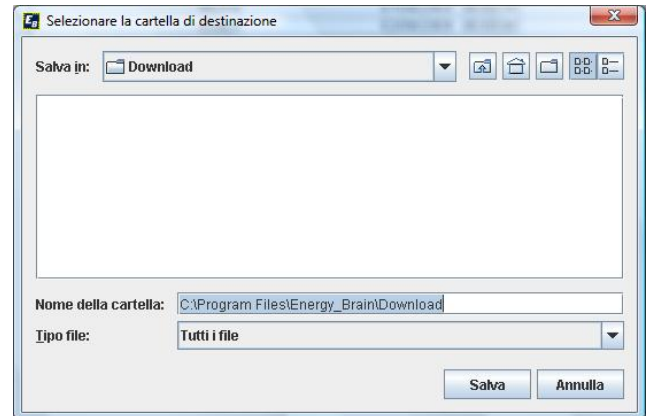 Selezionare la cartella di destinazione
Salva in: Download
Nome della cartella: C:\Program Files\Energy_Brain\Download
Tipo file: Tutti i file
Salva Annulla